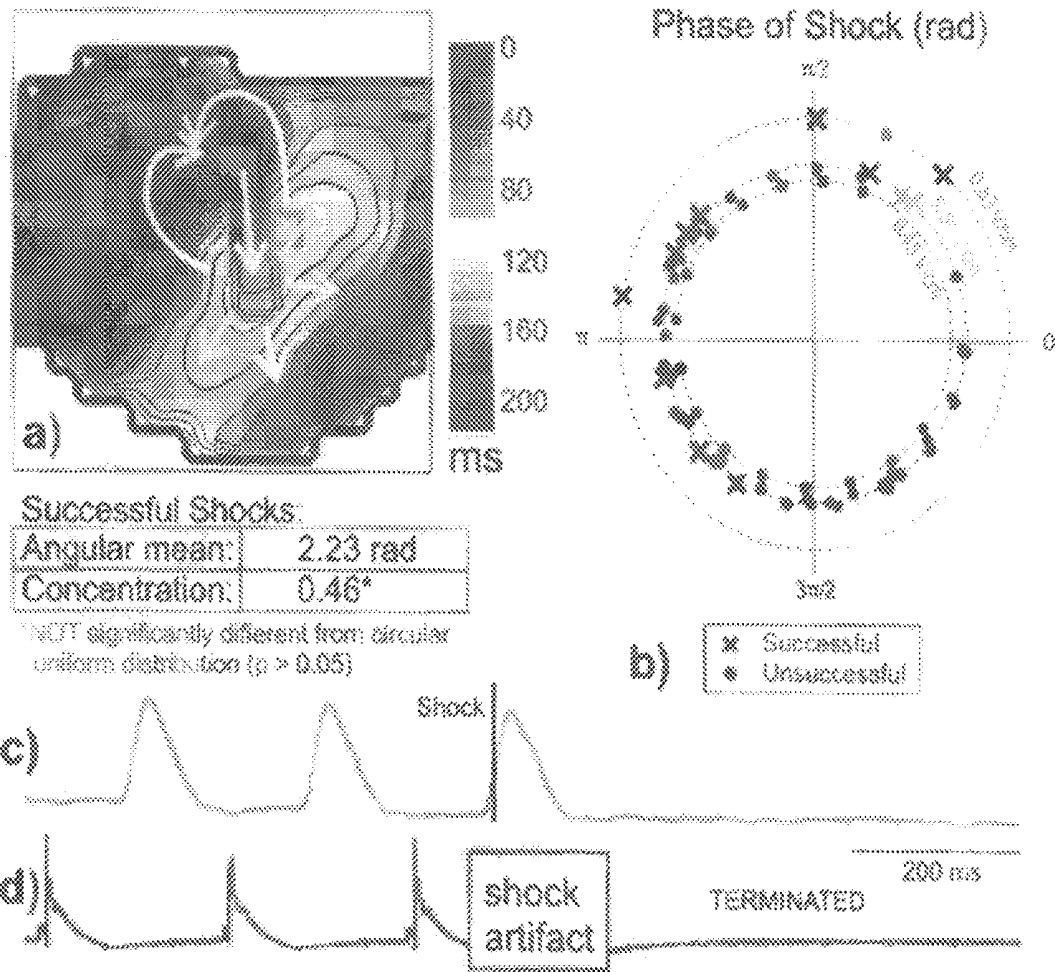 Phase of Shock (rad)
0
40
80
120
160
200
ms
a)
π/2
π
0
3π/2
Successful Shocks:
Angular mean: 2.23 rad
Concentration: 0.46*
*NOT significantly different from circular
uniform distribution (p > 0.05)
b)
Successful
Unsuccessful
c)
Shock
200 ms
d)
shock
artifact
TERMINATED